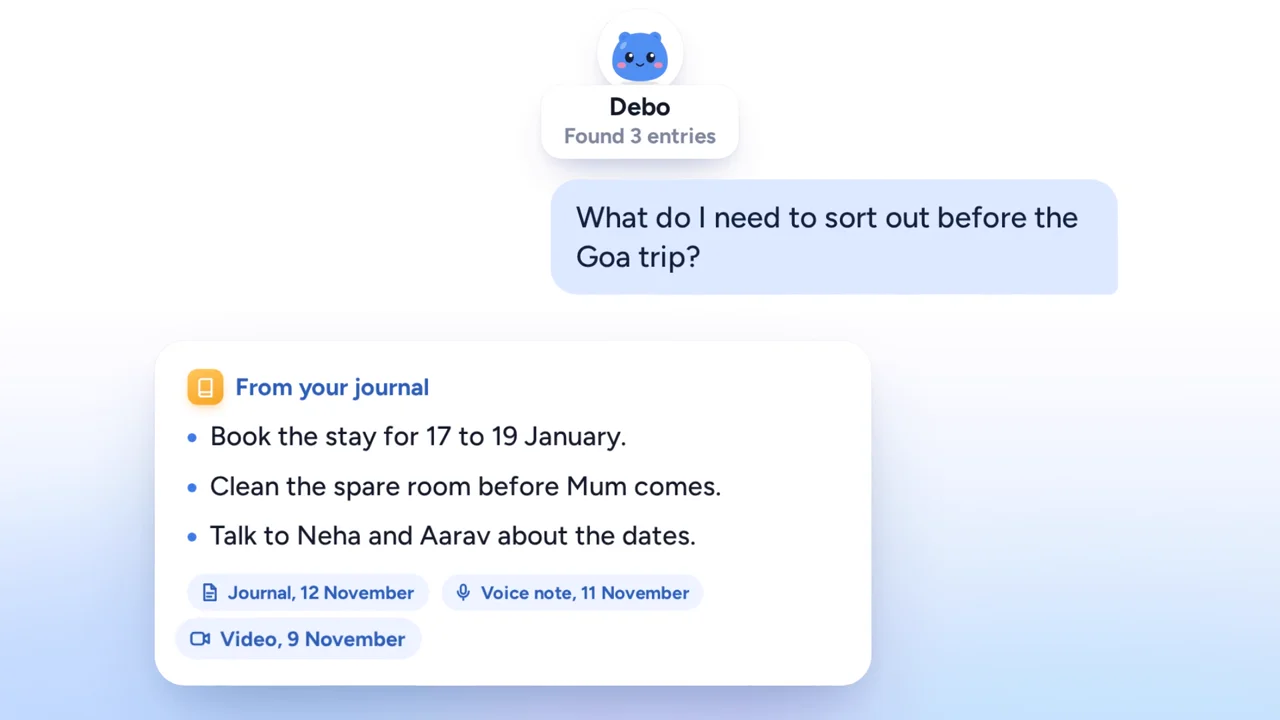 Debo
Found 3 entries
What do I need to sort out before the
Goa trip?
From your journal
Book the stay for 17 to 19 January.
Clean the spare room before Mum comes.
Talk to Neha and Aarav about the dates.
Journal, 12 November
Voice note, 11 November
Video, 9 November